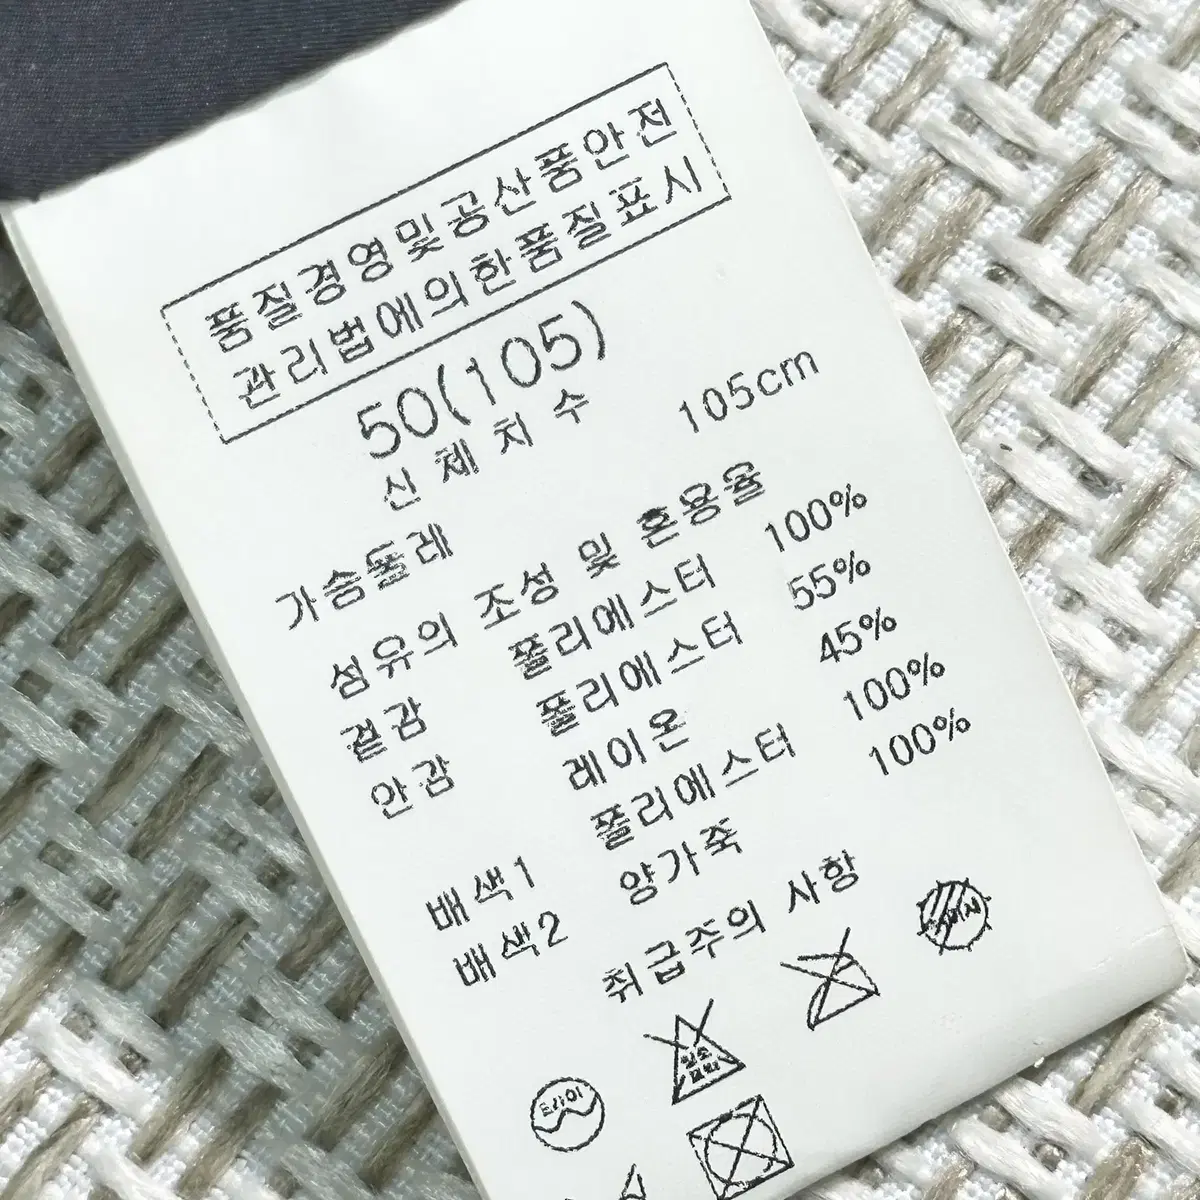 품질경영및공산품안전
관리법에의한품질표시
50(105)
신체치수
가슴둘레 105cm
섬유의 조성 및 혼용율
겉감 폴리에스터 100%
안감 폴리에스터 55%
레이온 45%
배색1 폴리에스터 100%
배색2 양가죽 100%
취급주의 사항
드라이